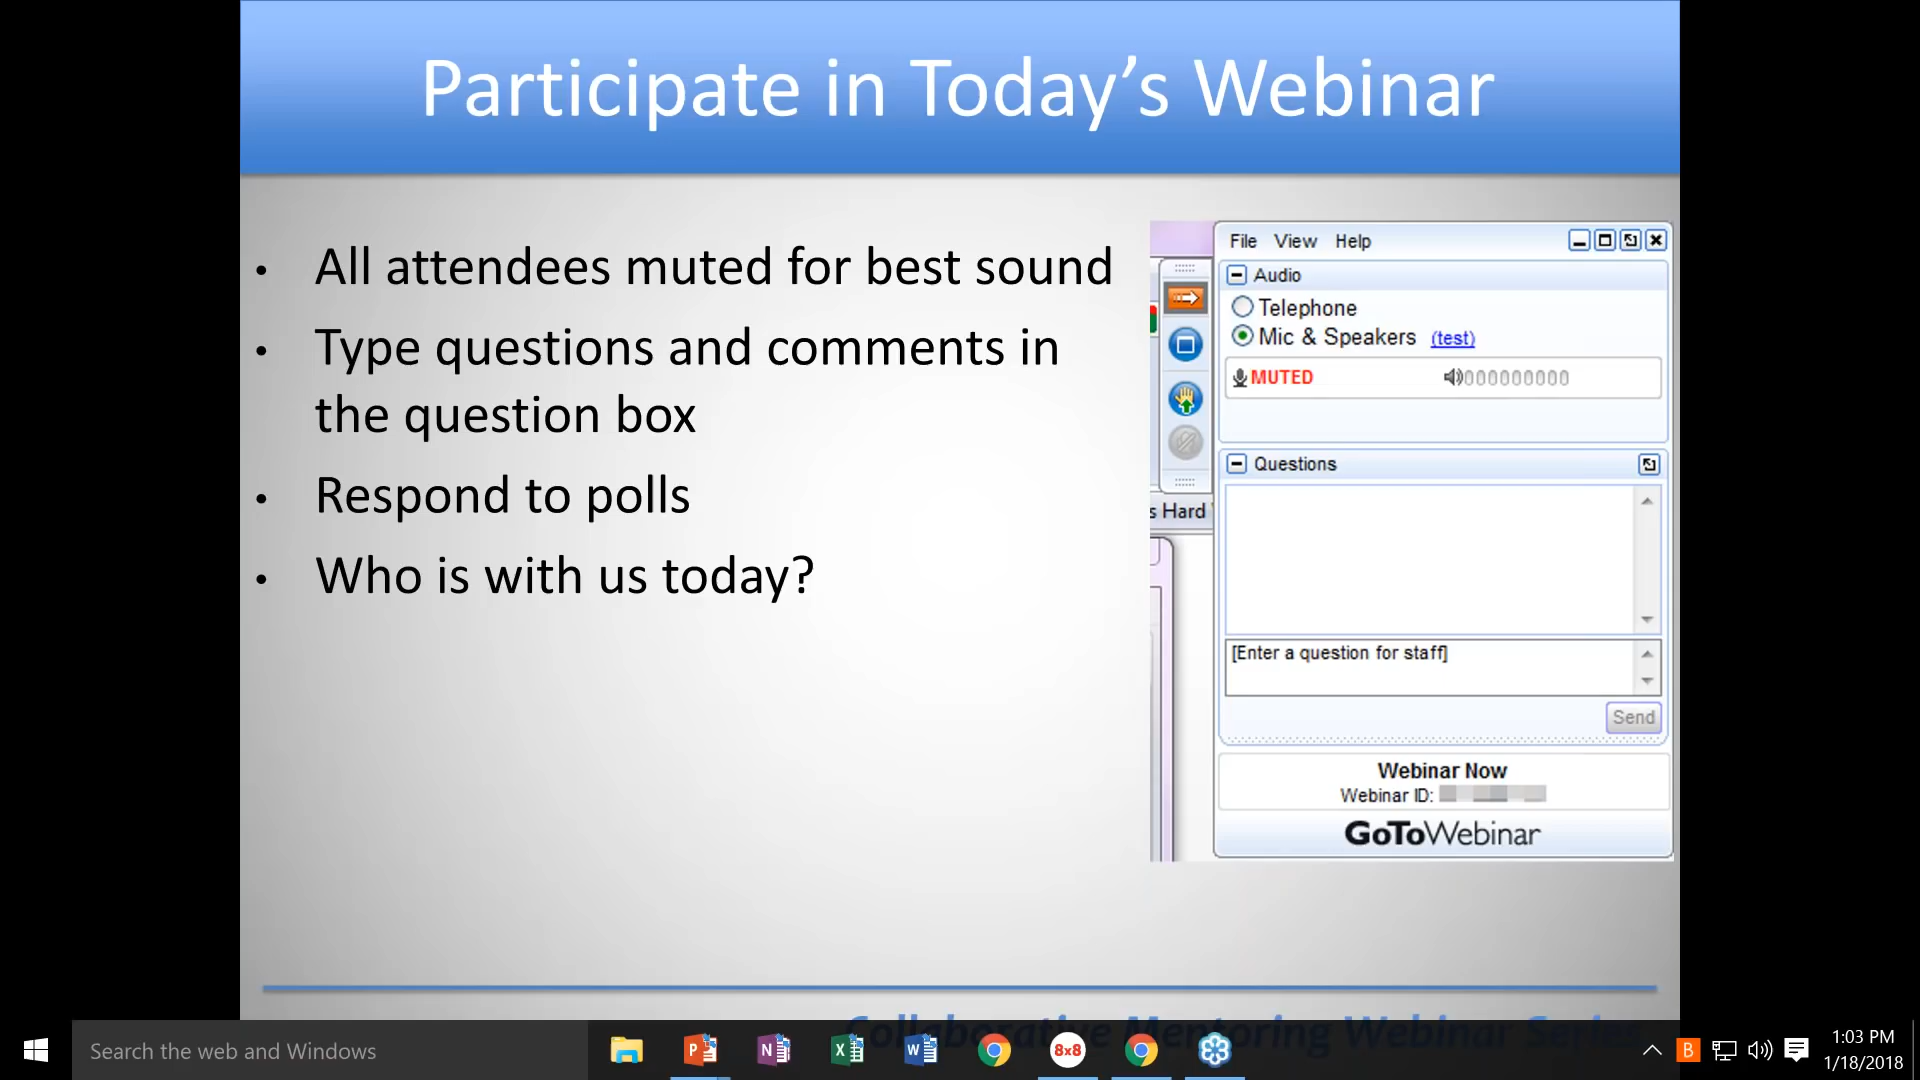 Participate in Today’s Webinar
• All attendees muted for best sound
• Type questions and comments in
the question box
• Respond to polls
• Who is with us today?
File View Help
Audio
Telephone
Mic & Speakers (test)
MUTED
Questions
s Hard
[Enter a question for staff]
Send
Webinar Now
Webinar ID:
GoToWebinar
Collaborative Mentoring Webinar
Search the web and Windows
8x8
B
1:03 PM
1/18/2018